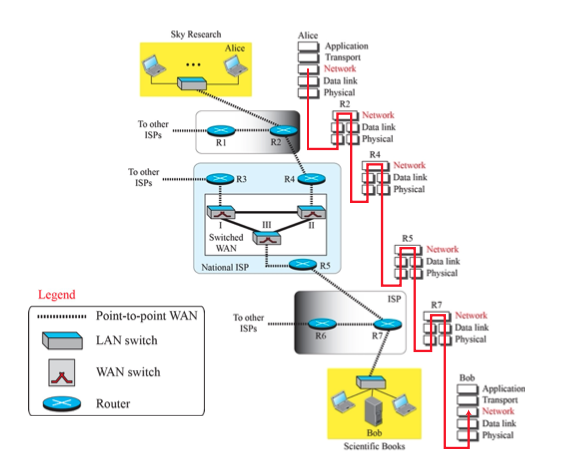 Sky Research
Alice
Alice
Application
Transport
Network
Data link
Physical
R2
Network
Data link
Physical
To other
ISPs
R1
R2
R4
Network
Data link
Physical
To other
ISPs
R3
R4
I
III
II
Switched
WAN
National ISP
R5
R5
Network
Data link
Physical
ISP
To other
ISPs
R6
R7
R7
Network
Data link
Physical
Legend
Point-to-point WAN
LAN switch
WAN switch
Router
Bob
Scientific Books
Bob
Application
Transport
Network
Data link
Physical